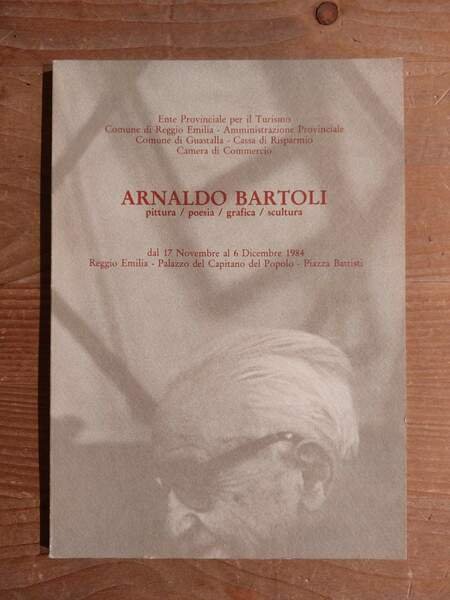 Ente Provinciale per il Turismo
Comune di Reggio Emilia - Amministrazione Provinciale
Comune di Guastalla - Cassa di Risparmio
Camera di Commercio
ARNALDO BARTOLI
pittura / poesia / grafica / scultura
dal 17 Novembre al 6 Dicembre 1984
Reggio Emilia - Palazzo del Capitano del Popolo - Piazza Battisti